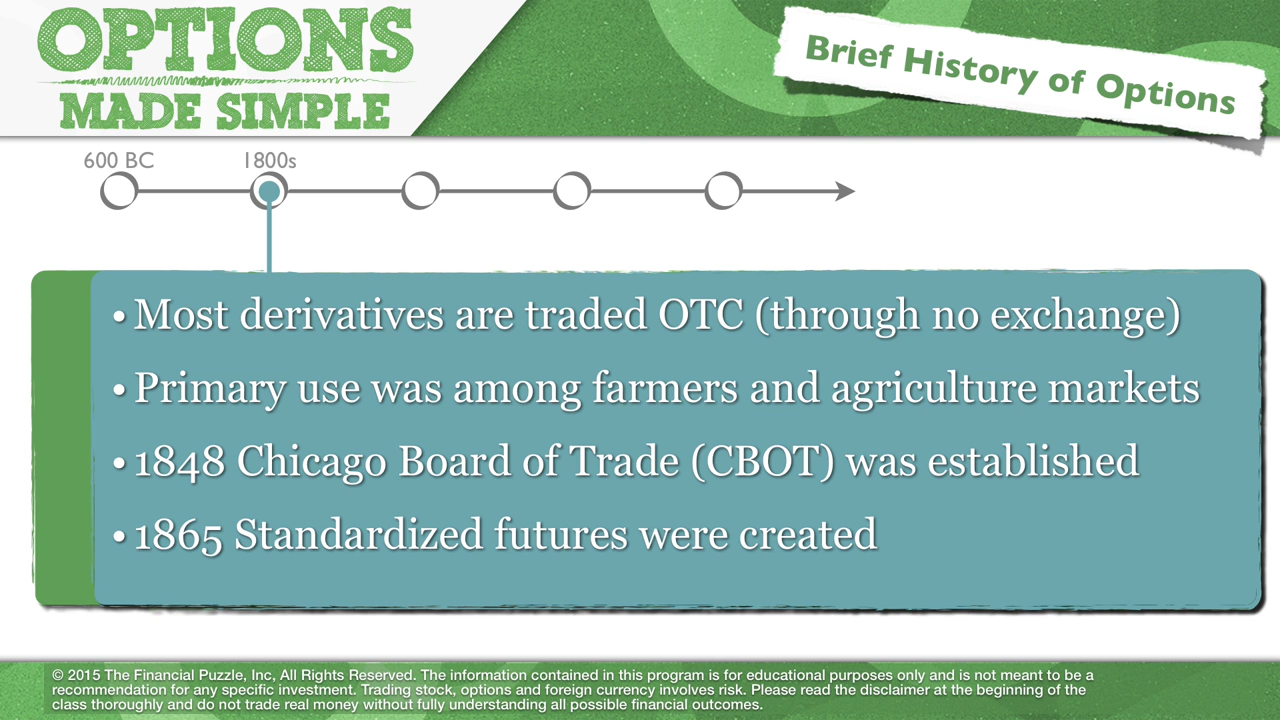 OPTIONS
MADE SIMPLE
Brief History of Options
600 BC
1800s
• Most derivatives are traded OTC (through no exchange)
• Primary use was among farmers and agriculture markets
• 1848 Chicago Board of Trade (CBOT) was established
• 1865 Standardized futures were created
© 2015 The Financial Puzzle, Inc, All Rights Reserved. The information contained in this program is for educational purposes only and is not meant to be a
recommendation for any specific investment. Trading stock, options and foreign currency involves risk. Please read the disclaimer at the beginning of the
class thoroughly and do not trade real money without fully understanding all possible financial outcomes.